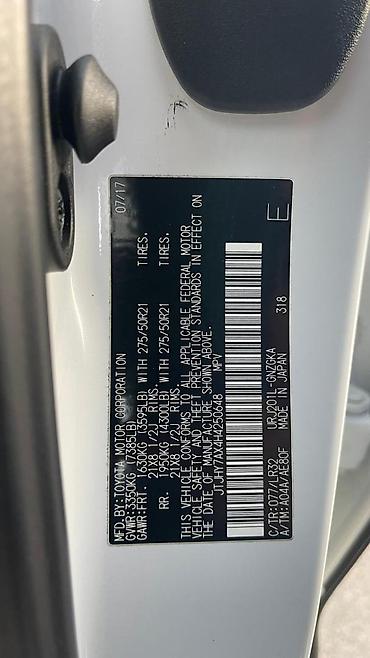 MFD.BY:TOYOTA MOTOR CORPORATION 07/17
GVWR:3350KG (7385LB)
GAWR:FRT. 1630KG (3595LB) WITH 275/50R21 TIRES.
21X8 1/2J RIMS.
RR. 1950KG (4300LB) WITH 275/50R21 TIRES.
21X8 1/2J RIMS.
THIS VEHICLE CONFORMS TO ALL APPLICABLE FEDERAL MOTOR
VEHICLE SAFETY AND THEFT PREVENTION STANDARDS IN EFFECT ON
THE DATE OF MANUFACTURE SHOWN ABOVE.
JTJHY7AX4H4250648 MPV
C/TR:077/LR32 URJ201L-GNZGKA E
A/TM:A04A/AE80F MADE IN JAPAN 318